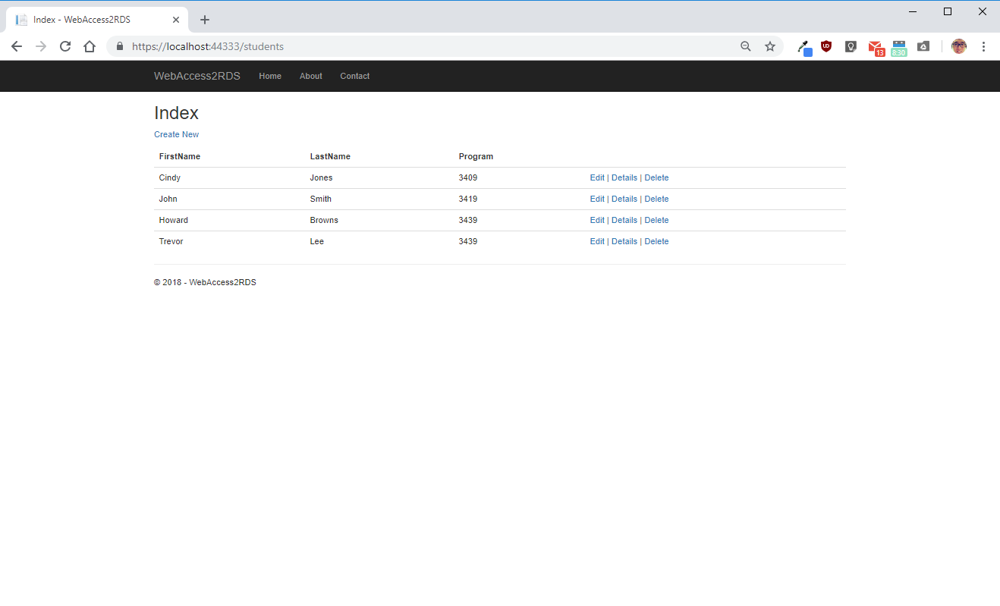 Index - WebAccess2RDS
https://localhost:44333/students
13
8:30
WebAccess2RDS Home About Contact
Index
Create New
FirstName LastName Program
Cindy Jones 3409 Edit | Details | Delete
John Smith 3419 Edit | Details | Delete
Howard Browns 3439 Edit | Details | Delete
Trevor Lee 3439 Edit | Details | Delete
© 2018 - WebAccess2RDS